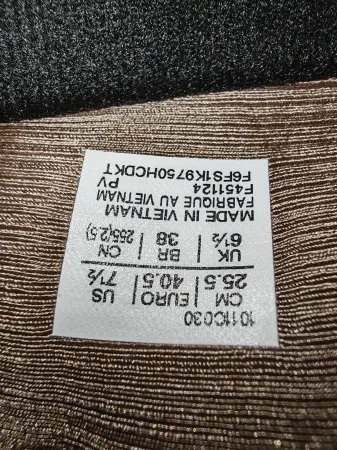 1011C030
CM EURO US
25.5 40.5 7½
UK BR CN
6½ 38 255(2.5)
MADE IN VIETNAM
FABRIQUE AU VIETNAM
PV
F451124
F6FS1K9750HCDKT